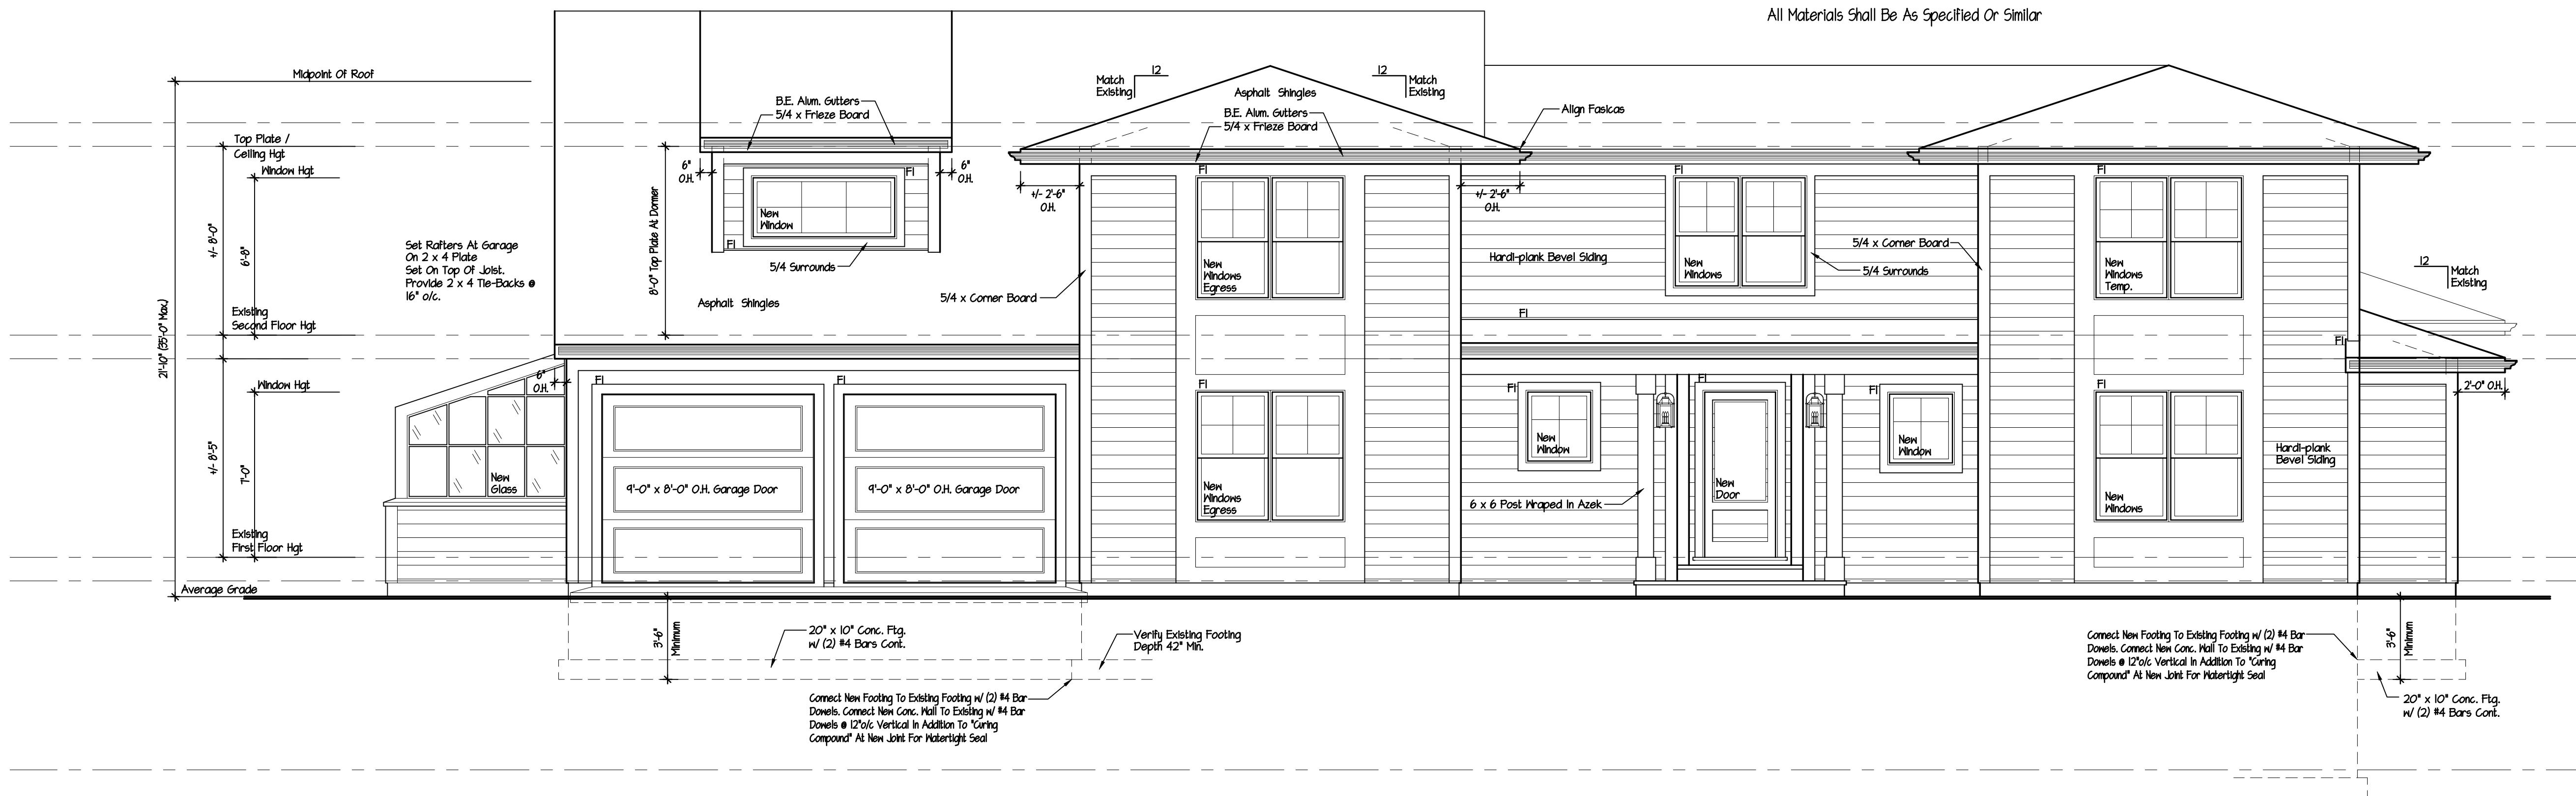 All Materials Shall Be As Specified Or Similar
Midpoint Of Roof
Top Plate /
Ceiling Hgt
Window Hgt
+/- 8'-0"
6'-8"
21'-10" (35'-0" Max.)
Existing
Second Floor Hgt
Window Hgt
+/- 8'-5"
7'-0"
Existing
First Floor Hgt
Average Grade
Set Rafters At Garage
On 2 x 4 Plate
Set On Top Of Joist.
Provide 2 x 4 Tie-Backs @
16" o/c.
B.E. Alum. Gutters
5/4 x Frieze Board
6"
O.H.
6"
O.H.
FI
New
Window
FI
5/4 Surrounds
8'-0" Top Plate At Dormer
Asphalt Shingles
6"
O.H.
New
Glass
FI
FI
9'-0" x 8'-0" O.H. Garage Door
9'-0" x 8'-0" O.H. Garage Door
Match
Existing
12
12
Match
Existing
Asphalt Shingles
B.E. Alum. Gutters
5/4 x Frieze Board
Align Fasicas
+/- 2'-6"
O.H.
+/- 2'-6"
O.H.
FI
New
Windows
Egress
5/4 x Corner Board
FI
New
Windows
Egress
FI
New
Windows
Hardi-plank Bevel Siding
5/4 x Corner Board
5/4 Surrounds
FI
FI
New
Window
FI
New
Door
FI
New
Window
6 x 6 Post Wraped In Azek
FI
New
Windows
Temp.
FI
New
Windows
12
Match
Existing
FI
2'-0" O.H.
Hardi-plank
Bevel Siding
3'-6"
Minimum
20" x 10" Conc. Ftg.
w/ (2) #4 Bars Cont.
Verify Existing Footing
Depth 42" Min.
Connect New Footing To Existing Footing w/ (2) #4 Bar
Dowels. Connect New Conc. Wall To Existing w/ #4 Bar
Dowels @ 12"o/c Vertical In Addition To "Curing
Compound" At New Joint For Watertight Seal
Connect New Footing To Existing Footing w/ (2) #4 Bar
Dowels. Connect New Conc. Wall To Existing w/ #4 Bar
Dowels @ 12"o/c Vertical In Addition To "Curing
Compound" At New Joint For Watertight Seal
3'-6"
Minimum
20" x 10" Conc. Ftg.
w/ (2) #4 Bars Cont.